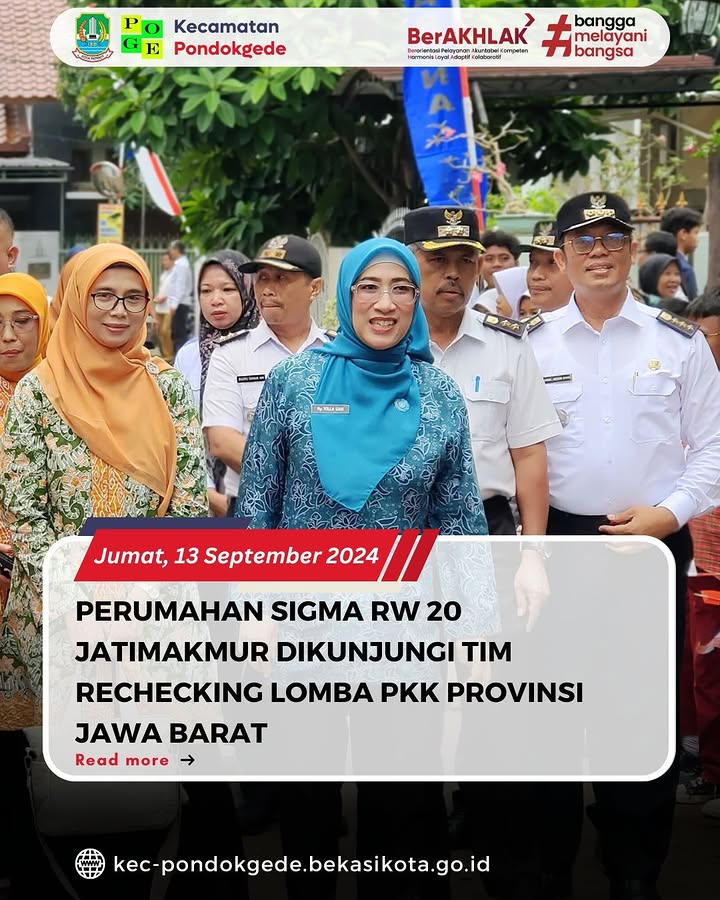 POGE
Kecamatan
Pondokgede
BerAKHLAK
Berorientasi Pelayanan Akuntabel Kompeten
Harmonis Loyal Adaptif Kolaboratif
#bangga
melayani
bangsa
Jumat, 13 September 2024
PERUMAHAN SIGMA RW 20
JATIMAKMUR DIKUNJUNGI TIM
RECHECKING LOMBA PKK PROVINSI
JAWA BARAT
Read more →
kec-pondokgede.bekasikota.go.id